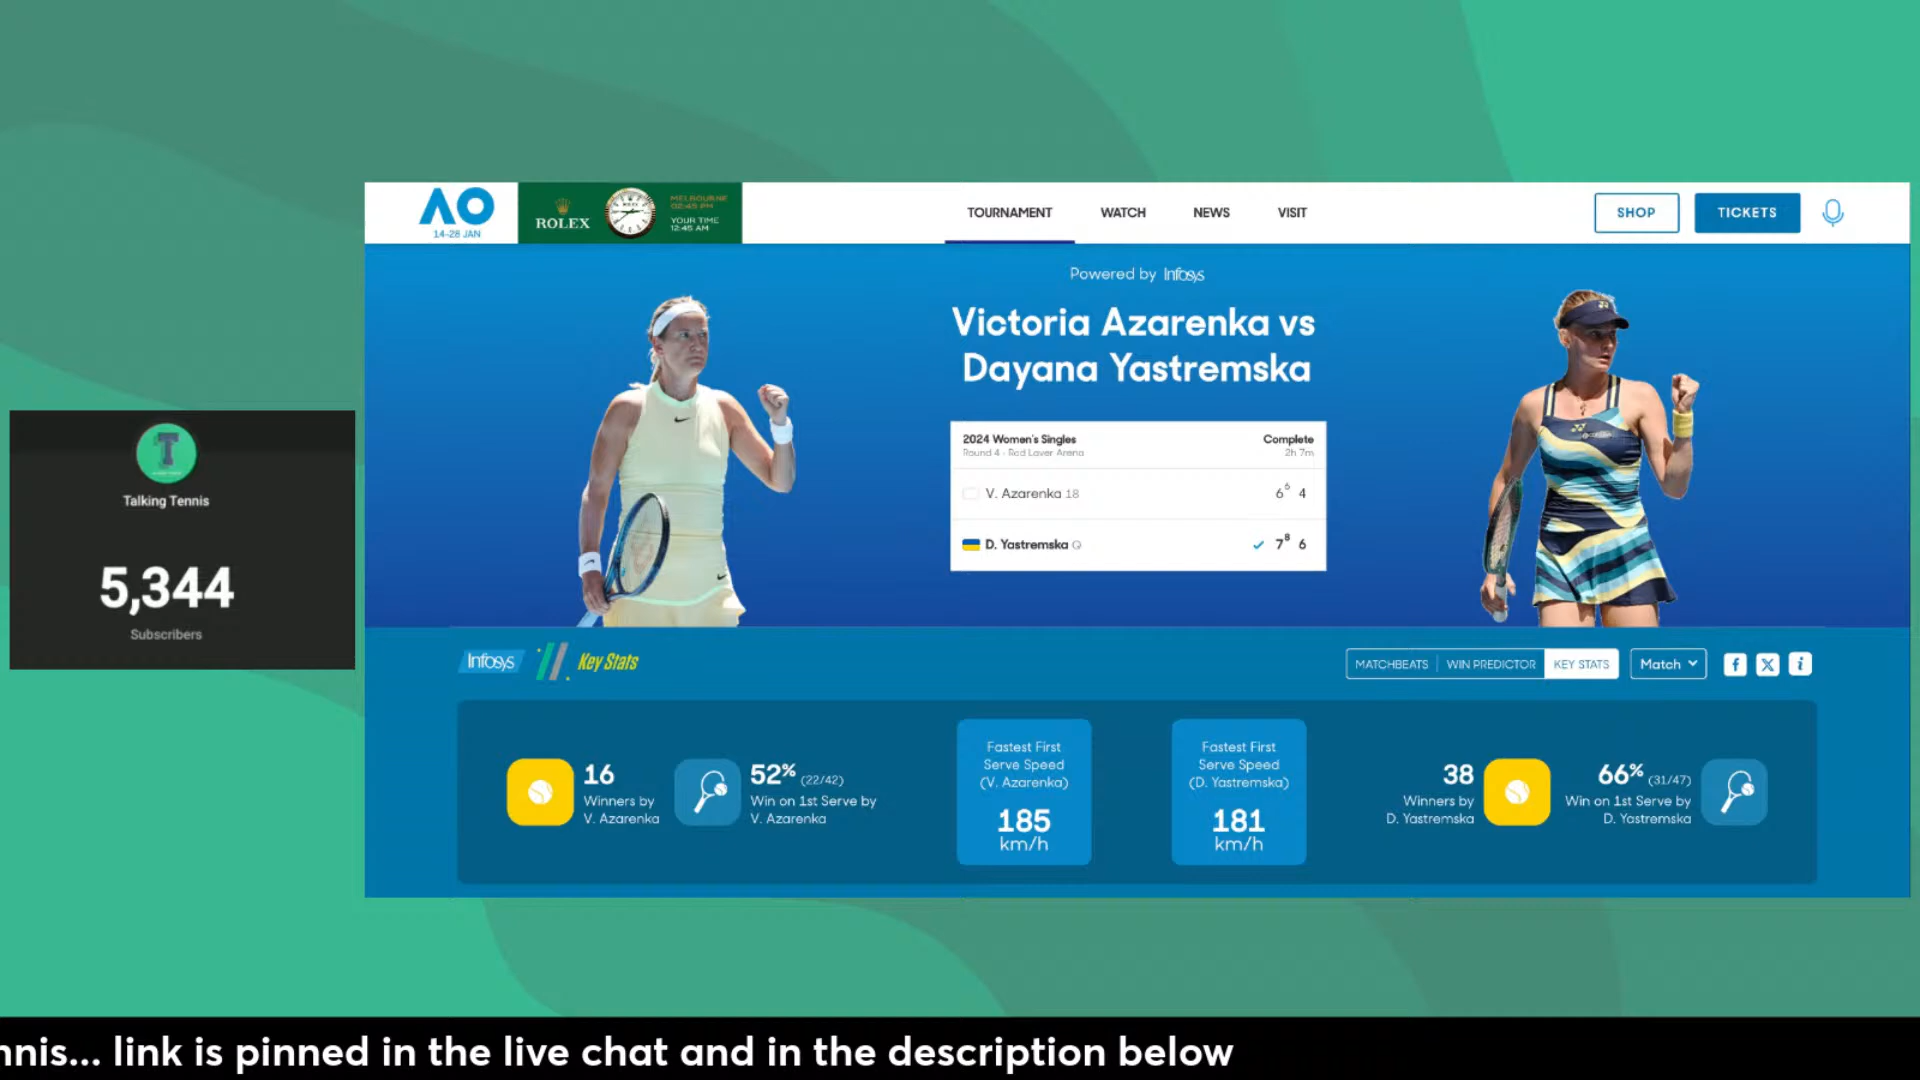 AO
14-28 JAN
ROLEX
MELBOURNE
02:45 PM
YOUR TIME
12:45 AM
TOURNAMENT
WATCH
NEWS
VISIT
SHOP
TICKETS
Powered by Infosys
Victoria Azarenka vs
Dayana Yastremska
2024 Women's Singles
Complete
Round 4 - Rod Laver Arena
2h 7m
V. Azarenka 18
6⁶ 4
D. Yastremska Q
7⁸ 6
T
Talking Tennis
5,344
Subscribers
Infosys
Key Stats
MATCHBEATS
WIN PREDICTOR
KEY STATS
Match
16
Winners by
V. Azarenka
52% (22/42)
Win on 1st Serve by
V. Azarenka
Fastest First
Serve Speed
(V. Azarenka)
185
km/h
Fastest First
Serve Speed
(D. Yastremska)
181
km/h
38
Winners by
D. Yastremska
66% (31/47)
Win on 1st Serve by
D. Yastremska
nnis... link is pinned in the live chat and in the description below